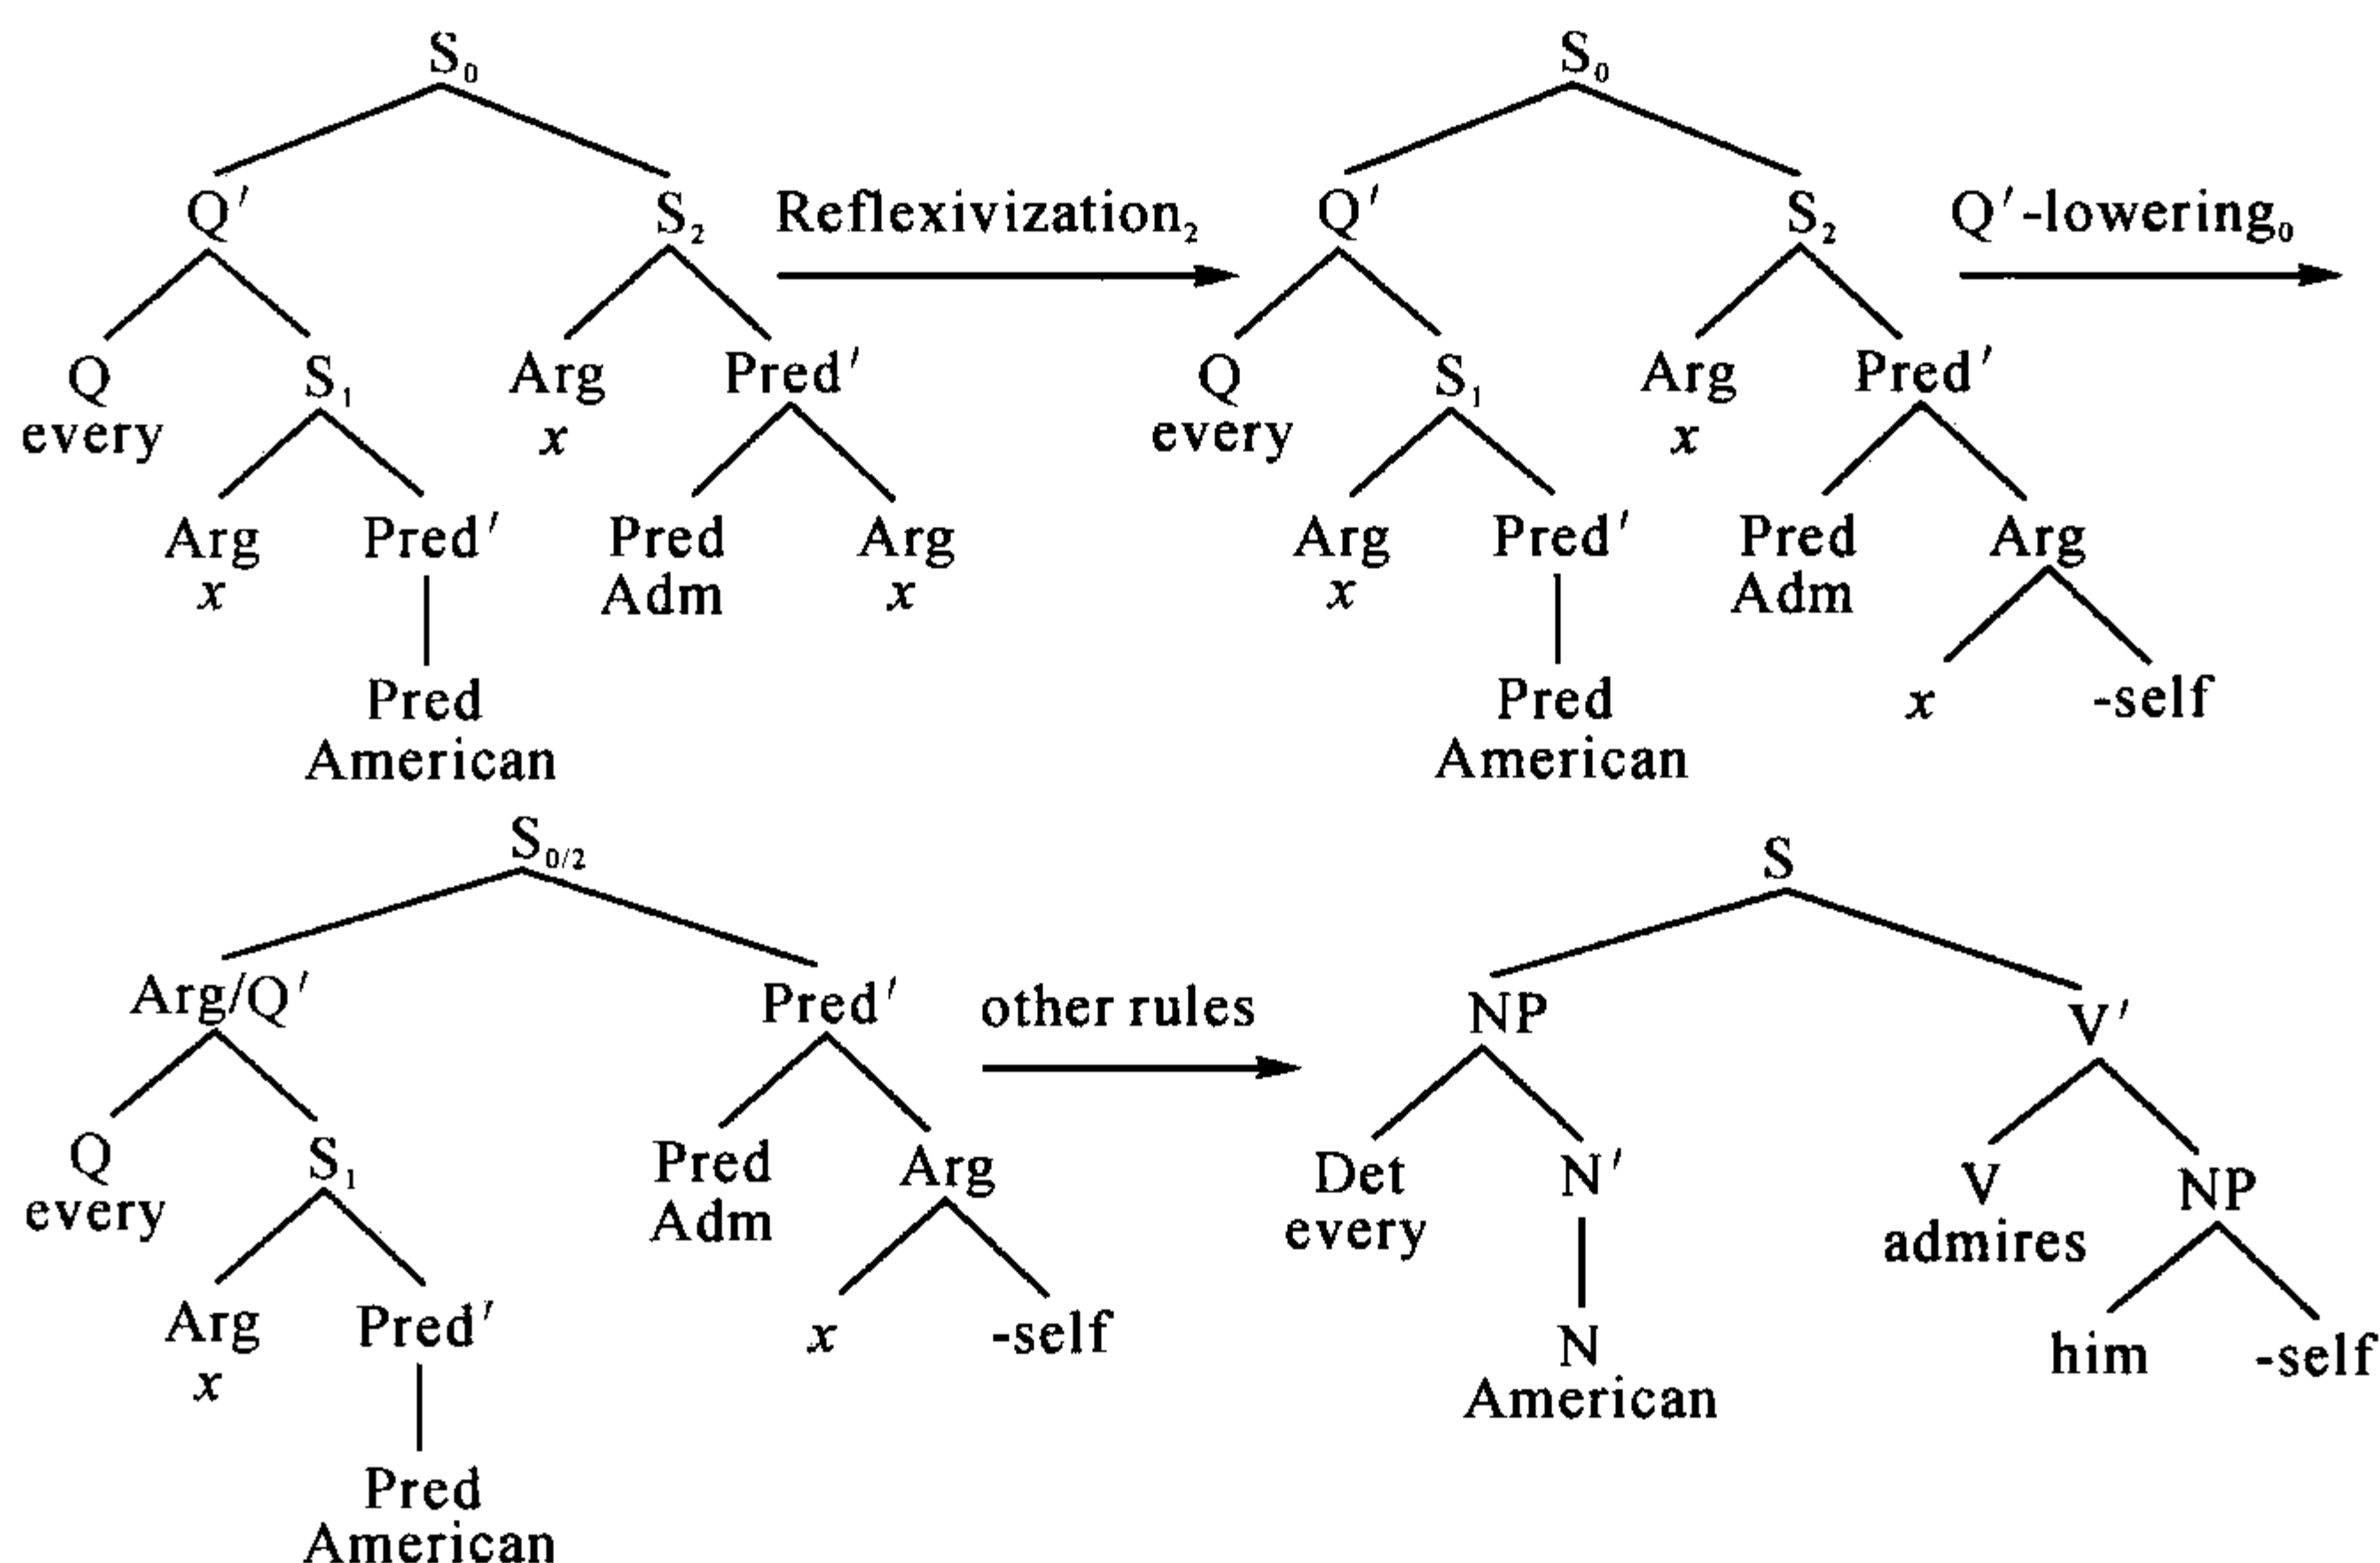 S₀ S₀
Q′ S₂ Reflexivization₂ Q′ S₂ Q′-lowering₀
Q S₁ Arg Pred′ Q S₁ Arg Pred′
every x every x
Arg Pred′ Pred Arg Arg Pred′ Pred Arg
x Adm x x Adm
Pred Pred x -self
American American
S₀/₂ S
Arg/Q′ Pred′ other rules NP V′
Q S₁ Pred Arg Det N′ V NP
every Adm every admires
Arg Pred′ x -self N him -self
x American
Pred
American